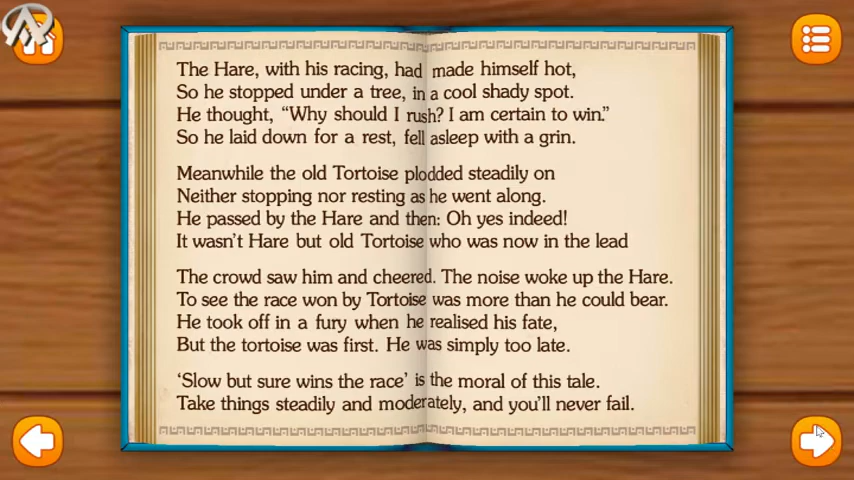 The Hare, with his racing, had made himself hot,
So he stopped under a tree, in a cool shady spot.
He thought, “Why should I rush? I am certain to win.”
So he laid down for a rest, fell asleep with a grin.
Meanwhile the old Tortoise plodded steadily on
Neither stopping nor resting as he went along.
He passed by the Hare and then: Oh yes indeed!
It wasn't Hare but old Tortoise who was now in the lead
The crowd saw him and cheered. The noise woke up the Hare.
To see the race won by Tortoise was more than he could bear.
He took off in a fury when he realised his fate,
But the tortoise was first. He was simply too late.
‘Slow but sure wins the race’ is the moral of this tale.
Take things steadily and moderately, and you'll never fail.